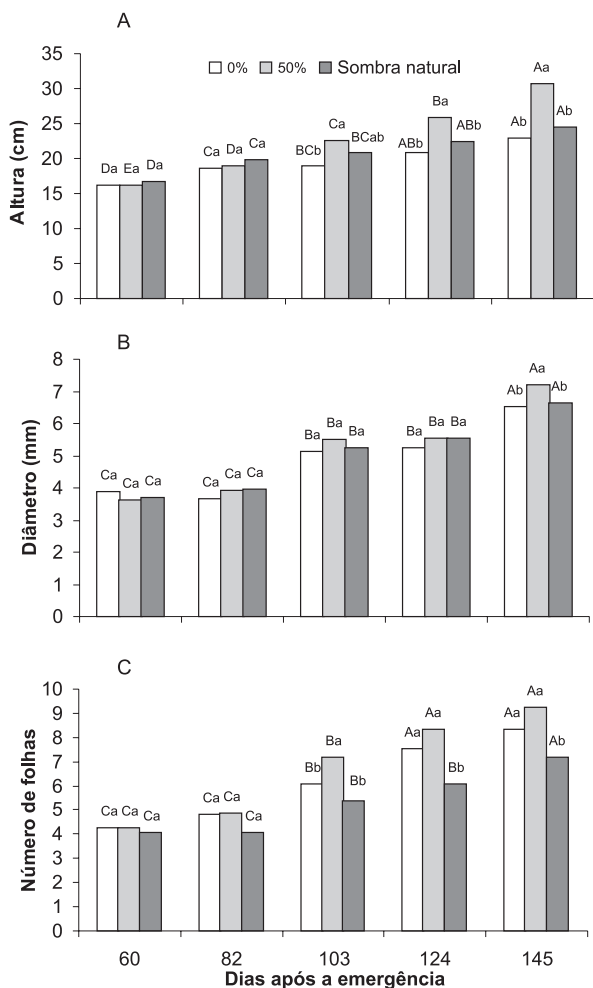 A
0% 50% Sombra natural
Altura (cm)
35
30
25
20
15
10
5
0
Da Ea Da
Ca Da Ca
BCb Ca BCab
ABb Ba ABb
Ab Aa Ab
B
Diâmetro (mm)
8
7
6
5
4
3
2
1
0
Ca Ca Ca
Ca Ca Ca
Ba Ba Ba
Ba Ba Ba
Ab Aa Ab
C
Número de folhas
10
9
8
7
6
5
4
3
2
1
0
Ca Ca Ca
Ca Ca Ca
Bb Ba Bb
Aa Aa Bb
Aa Aa Ab
60 82 103 124 145
Dias após a emergência